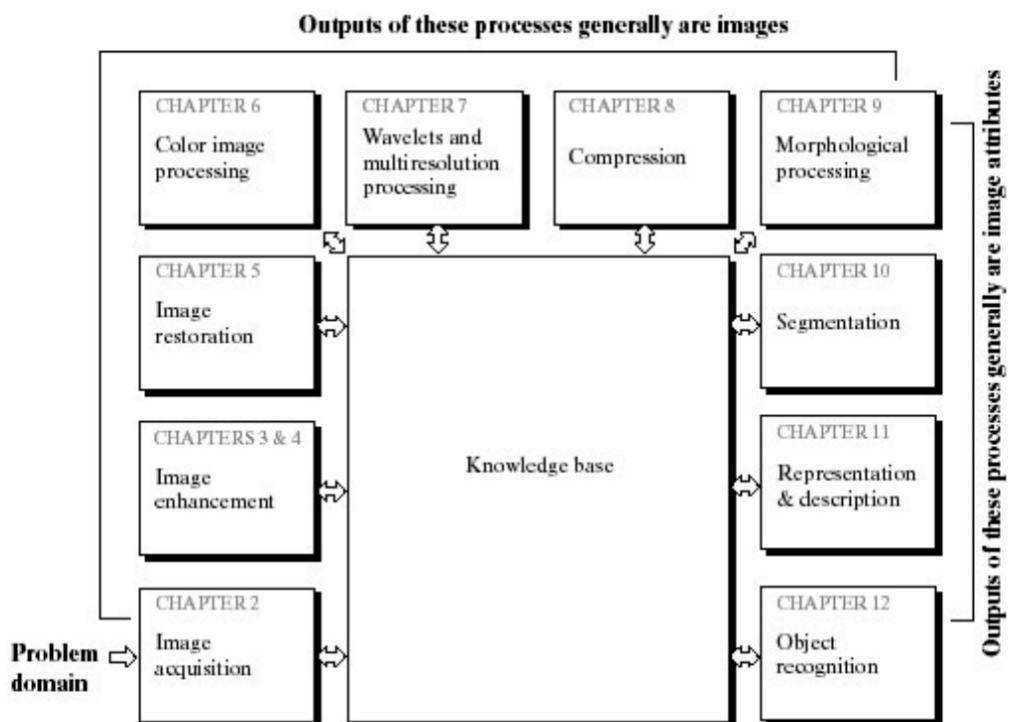 Outputs of these processes generally are images
CHAPTER 6
Color image
processing
CHAPTER 7
Wavelets and
multiresolution
processing
CHAPTER 8
Compression
CHAPTER 9
Morphological
processing
CHAPTER 5
Image
restoration
CHAPTER 10
Segmentation
CHAPTERS 3 & 4
Image
enhancement
Knowledge base
CHAPTER 11
Representation
& description
CHAPTER 2
Image
acquisition
CHAPTER 12
Object
recognition
Problem
domain
Outputs of these processes generally are image attributes